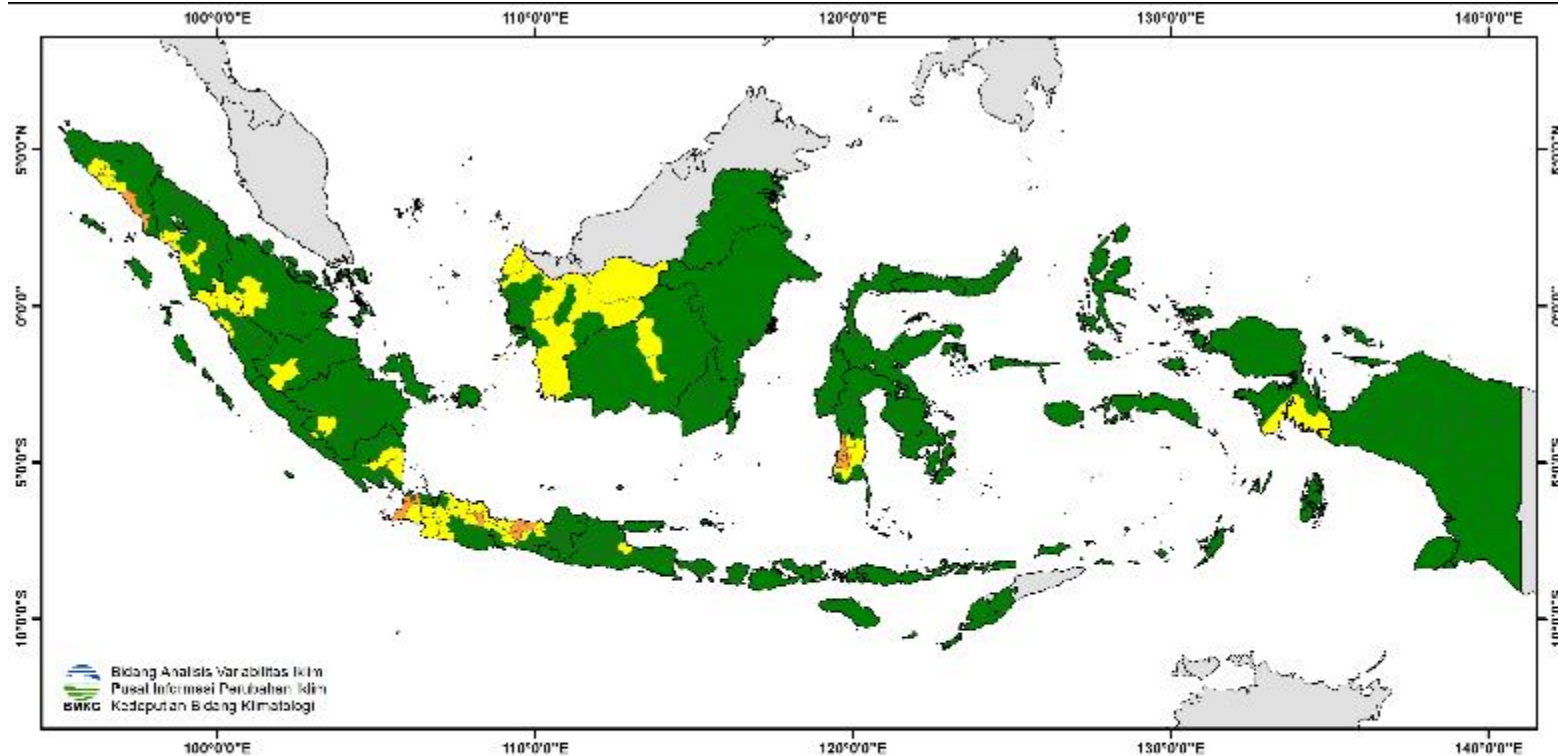 100°0'0"E 110°0'0"E 120°0'0"E 130°0'0"E 140°0'0"E
5°0'0"N
0°0'0"
5°0'0"S
10°0'0"S
Bidang Analisis Variabilitas Iklim
Pusat Informasi Perubahan Iklim
BMKG Kedeputian Bidang Klimatologi
100°0'0"E 110°0'0"E 120°0'0"E 130°0'0"E 140°0'0"E